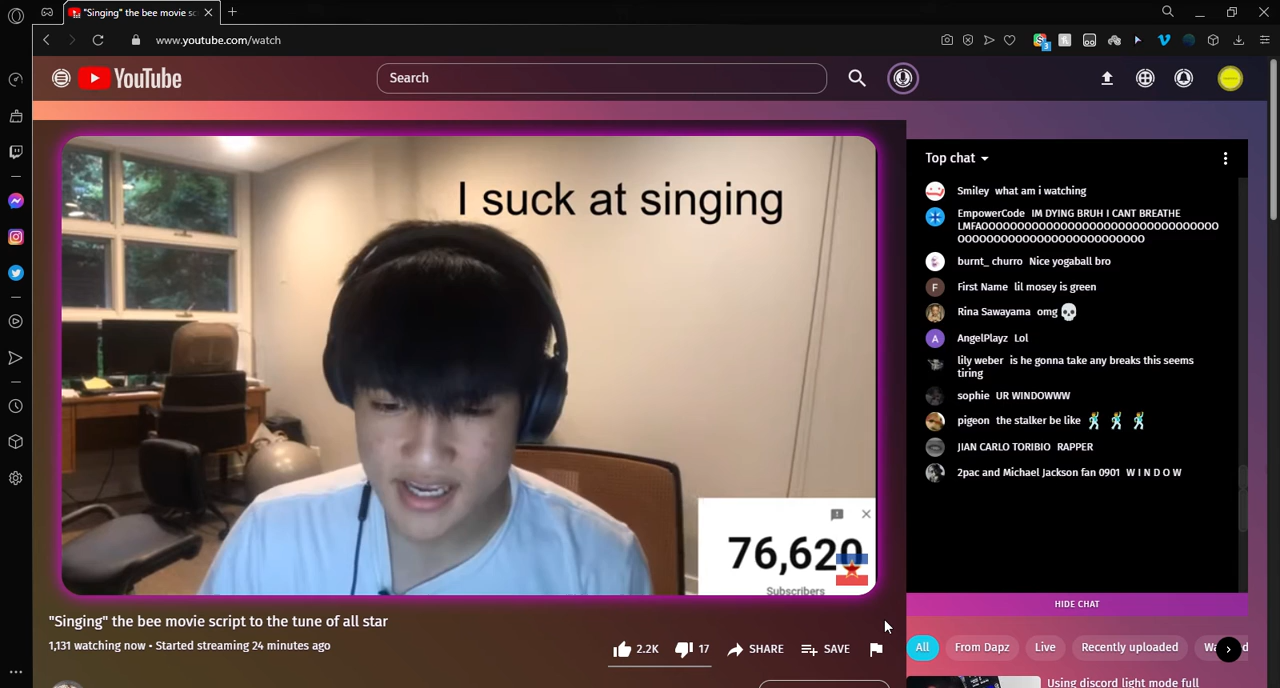 "Singing" the bee movie sc
www.youtube.com/watch
3
YouTube
Search
I suck at singing
76,620
Subscribers
Top chat
Smiley what am i watching
EmpowerCode IM DYING BRUH I CANT BREATHE
LMFAOOOOOOOOOOOOOOOOOOOOOOOOOOOOOOOO
OOOOOOOOOOOOOOOOOOOOOOOOOO
burnt_ churro Nice yogaball bro
F First Name lil mosey is green
Rina Sawayama omg 💀
A AngelPlayz Lol
lily weber is he gonna take any breaks this seems
tiring
sophie UR WINDOWWW
pigeon the stalker be like 🕺 🕺 🕺
JIAN CARLO TORIBIO RAPPER
2pac and Michael Jackson fan 0901 W I N D O W
HIDE CHAT
"Singing" the bee movie script to the tune of all star
1,131 watching now • Started streaming 24 minutes ago
2.2K 17 SHARE SAVE
All From Dapz Live Recently uploaded Wa d
Using discord light mode full